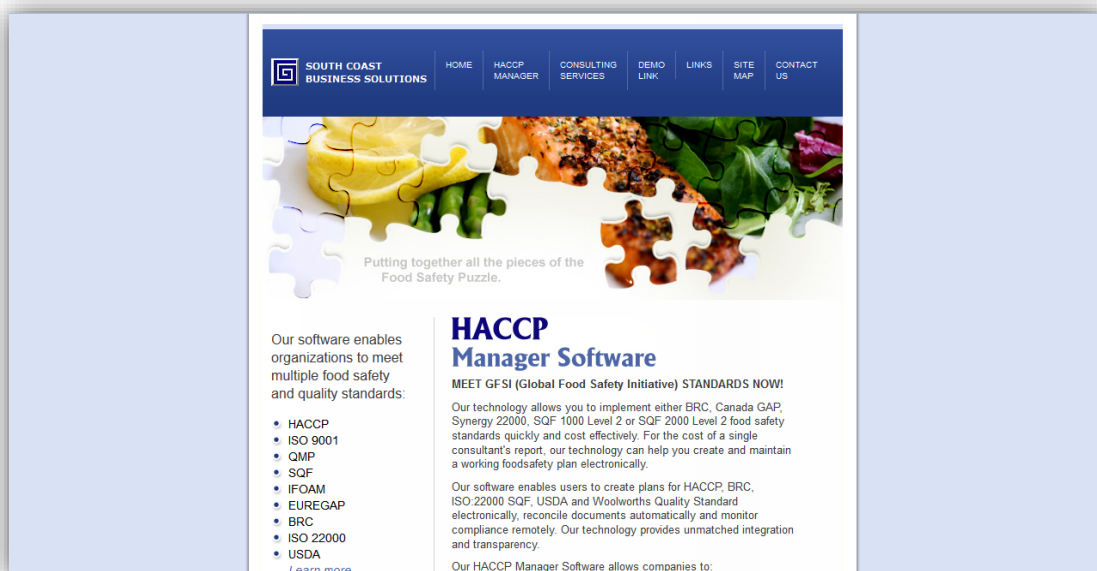 SOUTH COAST
BUSINESS SOLUTIONS
HOME
HACCP
MANAGER
CONSULTING
SERVICES
DEMO
LINK
LINKS
SITE
MAP
CONTACT
US
Putting together all the pieces of the
Food Safety Puzzle.
Our software enables
organizations to meet
multiple food safety
and quality standards:
HACCP
ISO 9001
QMP
SQF
IFOAM
EUREGAP
BRC
ISO 22000
USDA
Learn more
HACCP
Manager Software
MEET GFSI (Global Food Safety Initiative) STANDARDS NOW!
Our technology allows you to implement either BRC, Canada GAP,
Synergy 22000, SQF 1000 Level 2 or SQF 2000 Level 2 food safety
standards quickly and cost effectively. For the cost of a single
consultant's report, our technology can help you create and maintain
a working foodsafety plan electronically.
Our software enables users to create plans for HACCP, BRC,
ISO:22000 SQF, USDA and Woolworths Quality Standard
electronically, reconcile documents automatically and monitor
compliance remotely. Our technology provides unmatched integration
and transparency.
Our HACCP Manager Software allows companies to: